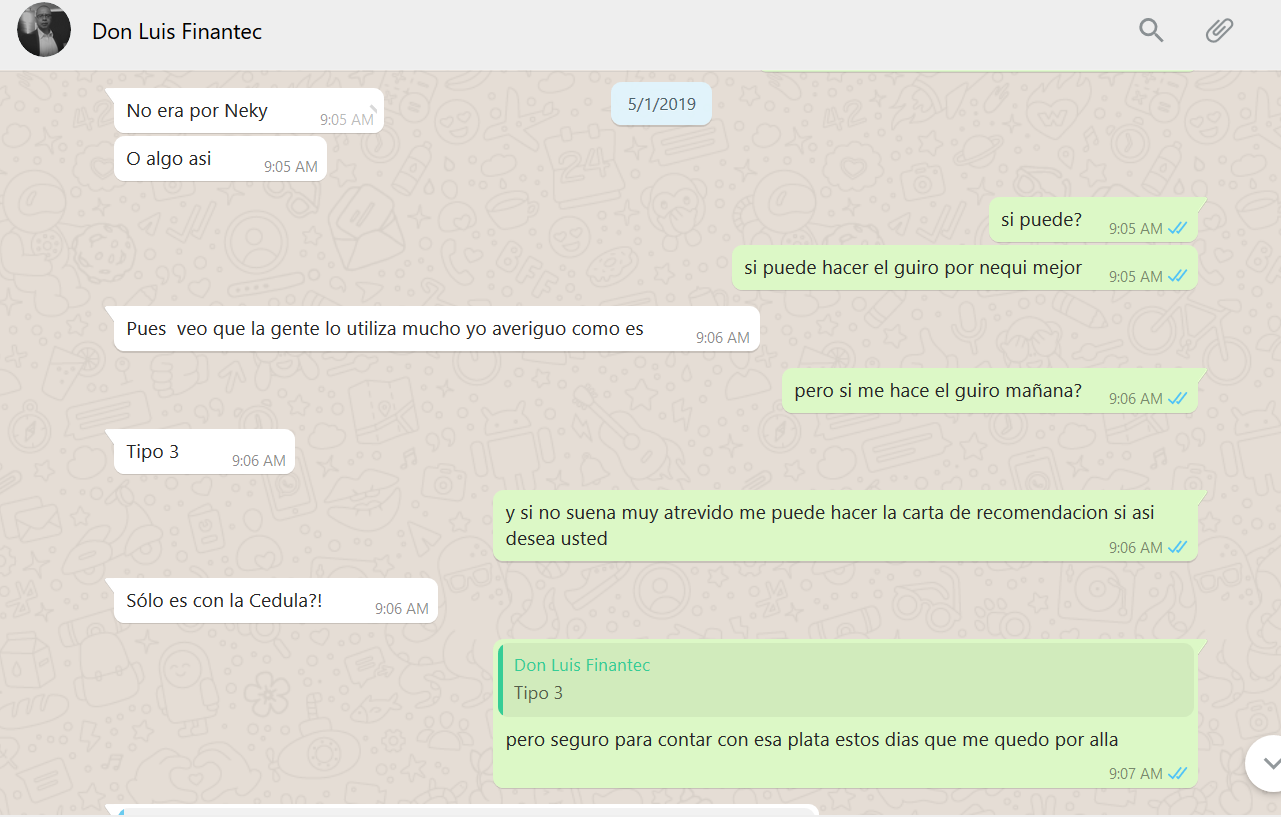 Don Luis Finantec
5/1/2019
No era por Neky
9:05 AM
O algo asi
9:05 AM
si puede?
9:05 AM
si puede hacer el guiro por nequi mejor
9:05 AM
Pues veo que la gente lo utiliza mucho yo averiguo como es
9:06 AM
pero si me hace el guiro mañana?
9:06 AM
Tipo 3
9:06 AM
y si no suena muy atrevido me puede hacer la carta de recomendacion si asi
desea usted
9:06 AM
Sólo es con la Cedula?!
9:06 AM
Don Luis Finantec
Tipo 3
pero seguro para contar con esa plata estos dias que me quedo por alla
9:07 AM